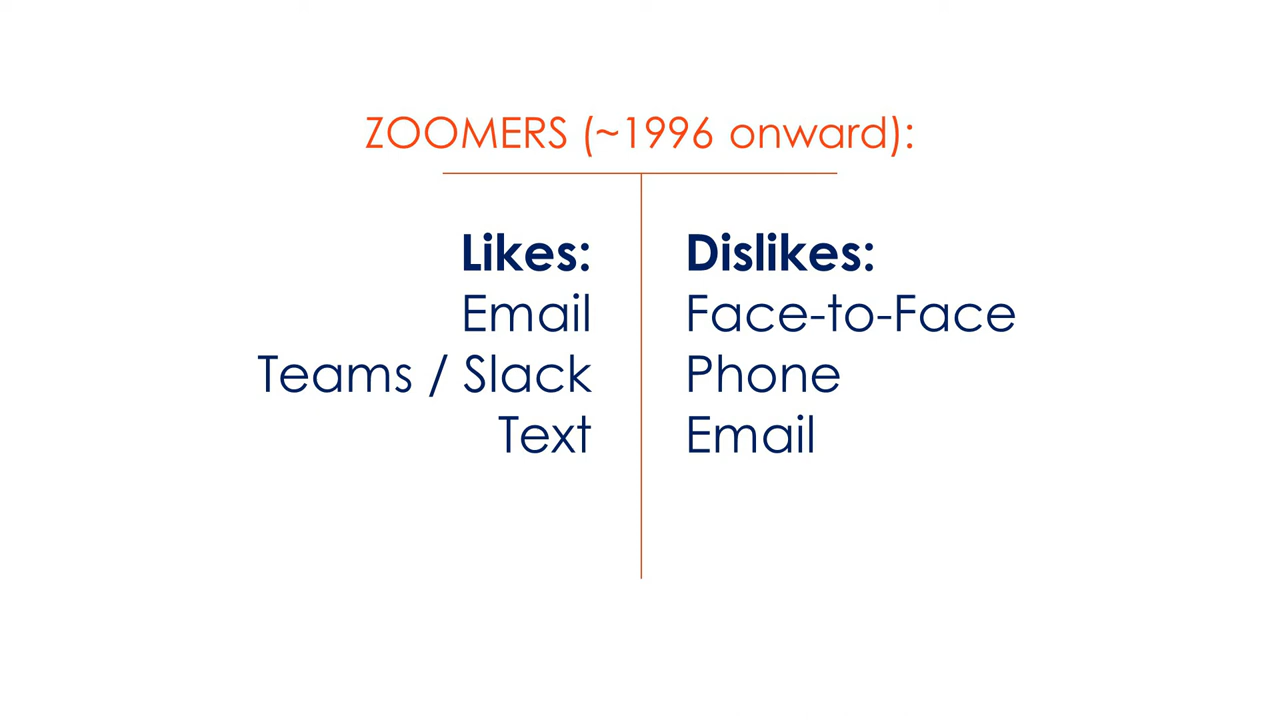 ZOOMERS (~1996 onward):
Likes:
Email
Teams / Slack
Text
Dislikes:
Face-to-Face
Phone
Email